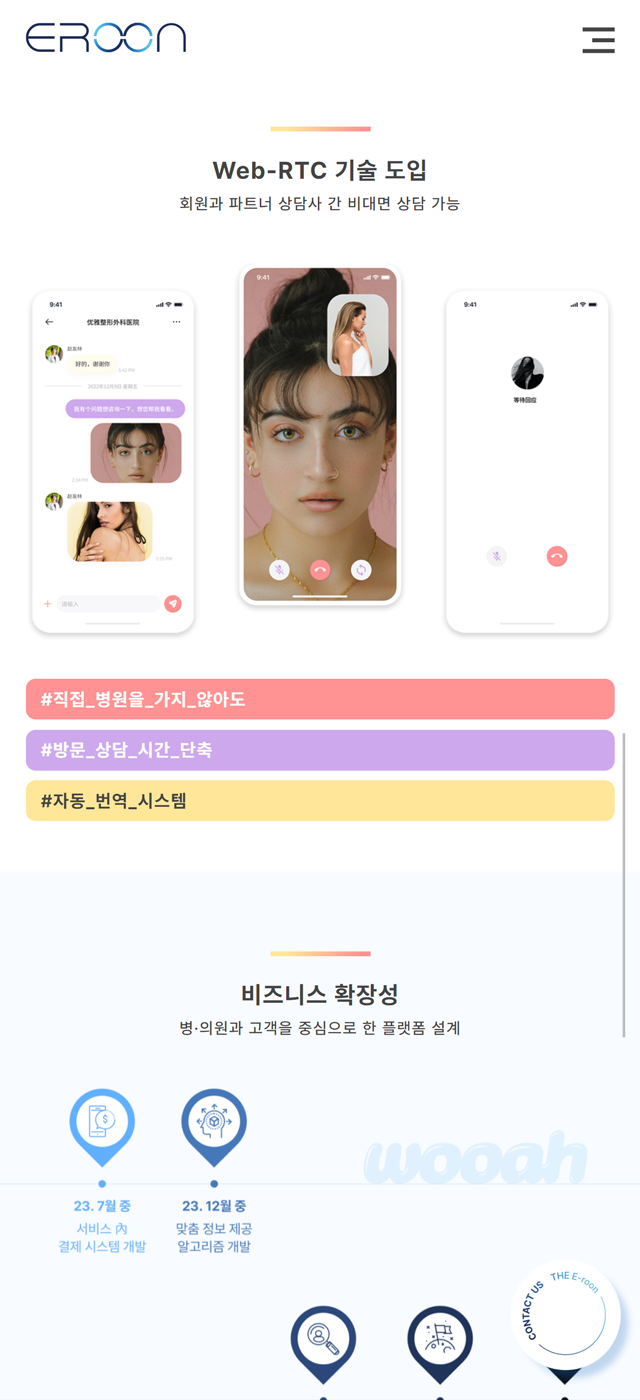 EROON
Web-RTC 기술 도입
회원과 파트너 상담사 간 비대면 상담 가능
9:41
优雅整形外科医院
赵友林
好的，谢谢你
2022年12月9日 星期五
我有个问题想咨询一下，您您帮我看看。
赵友林
请输入
9:41
9:41
等待回应
#직접_병원을_가지_않아도
#방문_상담_시간_단축
#자동_번역_시스템
비즈니스 확장성
병·의원과 고객을 중심으로 한 플랫폼 설계
wooah
23. 7월 중
서비스 內
결제 시스템 개발
23. 12월 중
맞춤 정보 제공
알고리즘 개발
CONTACT US THE E-roon